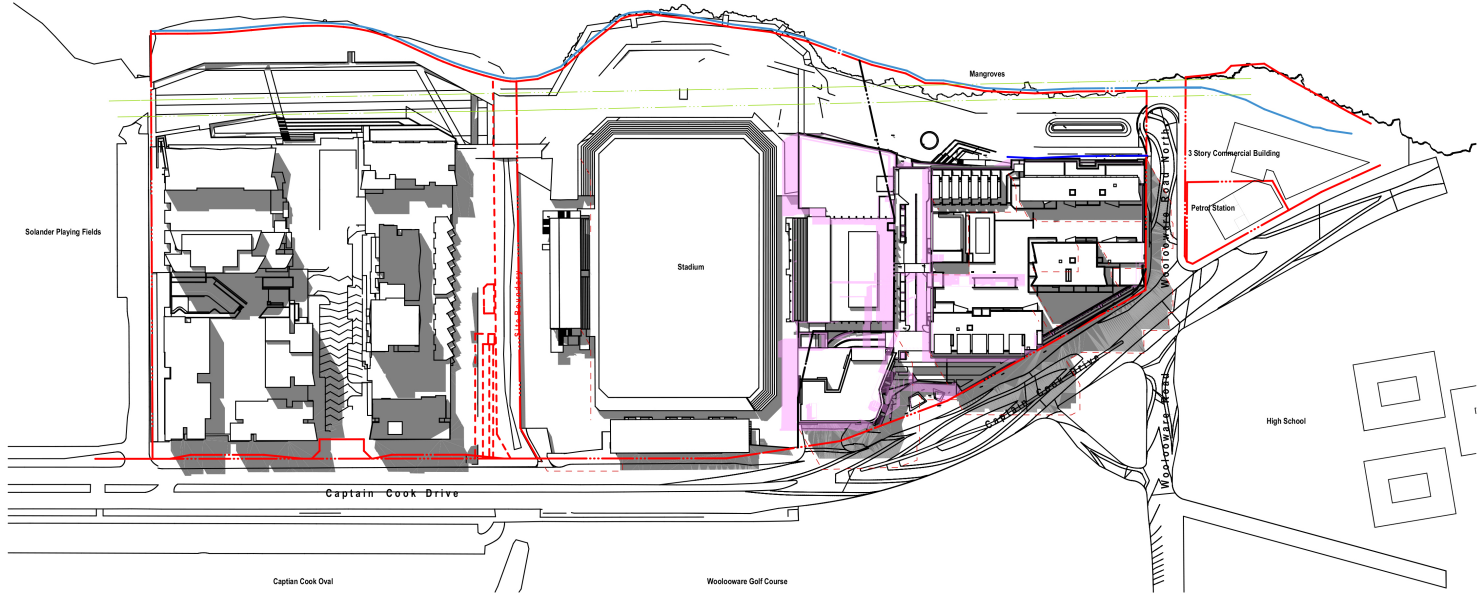 Mangroves
3 Story Commercial Building
Petrol Station
Woolooware Road North
Solander Playing Fields
Stadium
Site Boundary
Captain Cook Drive
Woolooware Road
High School
Captain Cook Drive
Captian Cook Oval
Woolooware Golf Course